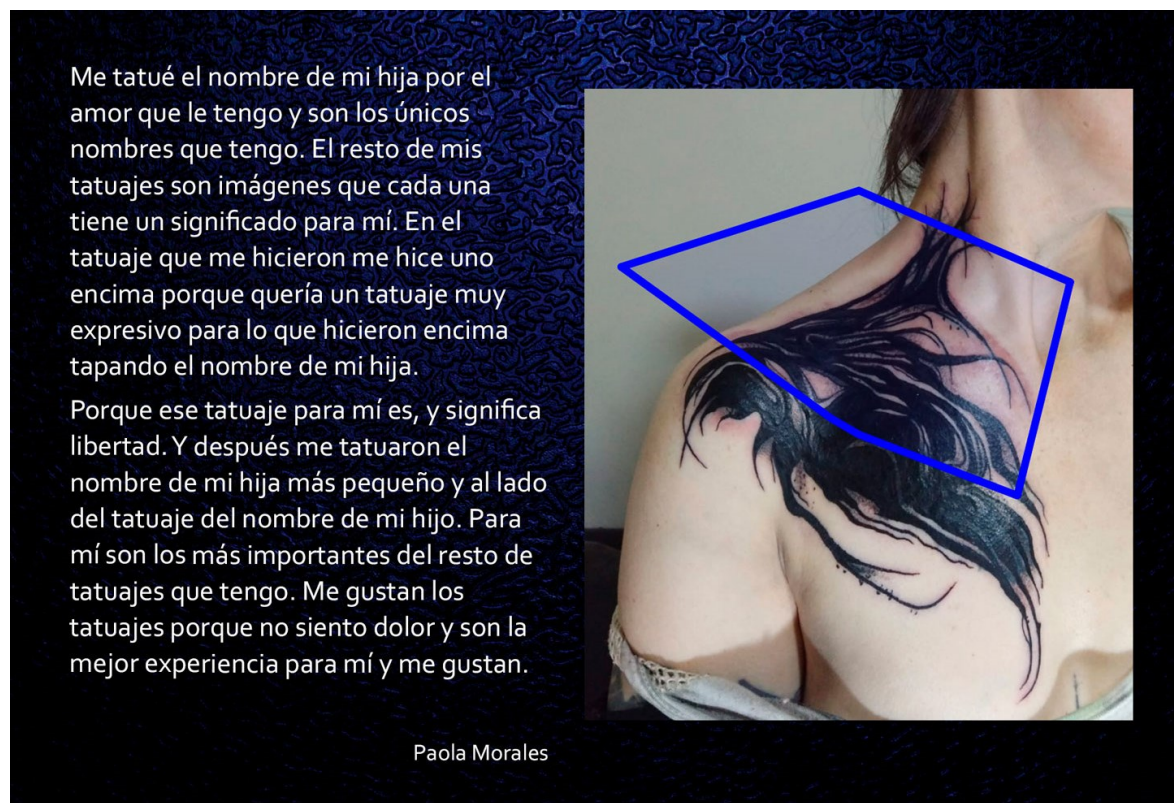 Me tatué el nombre de mi hija por el
amor que le tengo y son los únicos
nombres que tengo. El resto de mis
tatuajes son imágenes que cada una
tiene un significado para mí. En el
tatuaje que me hicieron me hice uno
encima porque quería un tatuaje muy
expresivo para lo que hicieron encima
tapando el nombre de mi hija.
Porque ese tatuaje para mí es, y significa
libertad. Y después me tatuaron el
nombre de mi hija más pequeño y al lado
del tatuaje del nombre de mi hijo. Para
mí son los más importantes del resto de
tatuajes que tengo. Me gustan los
tatuajes porque no siento dolor y son la
mejor experiencia para mí y me gustan.
Paola Morales